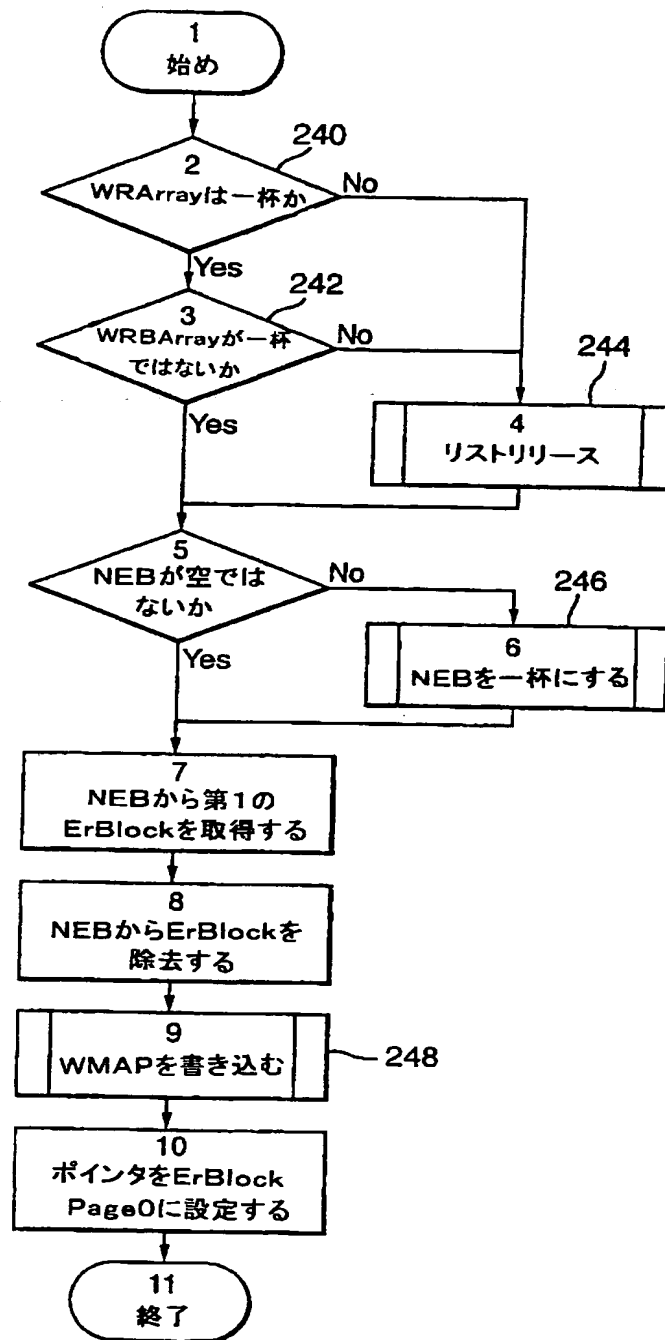 1
始め
240
2
WRArrayは一杯か
No
Yes
242
3
WRBArrayが一杯
ではないか
No
Yes
244
4
リストリリース
5
NEBが空では
ないか
No
Yes
246
6
NEBを一杯にする
7
NEBから第1の
ErBlockを取得する
8
NEBからErBlockを
除去する
9
WMAPを書き込む
248
10
ポインタをErBlock
Page0に設定する
11
終了